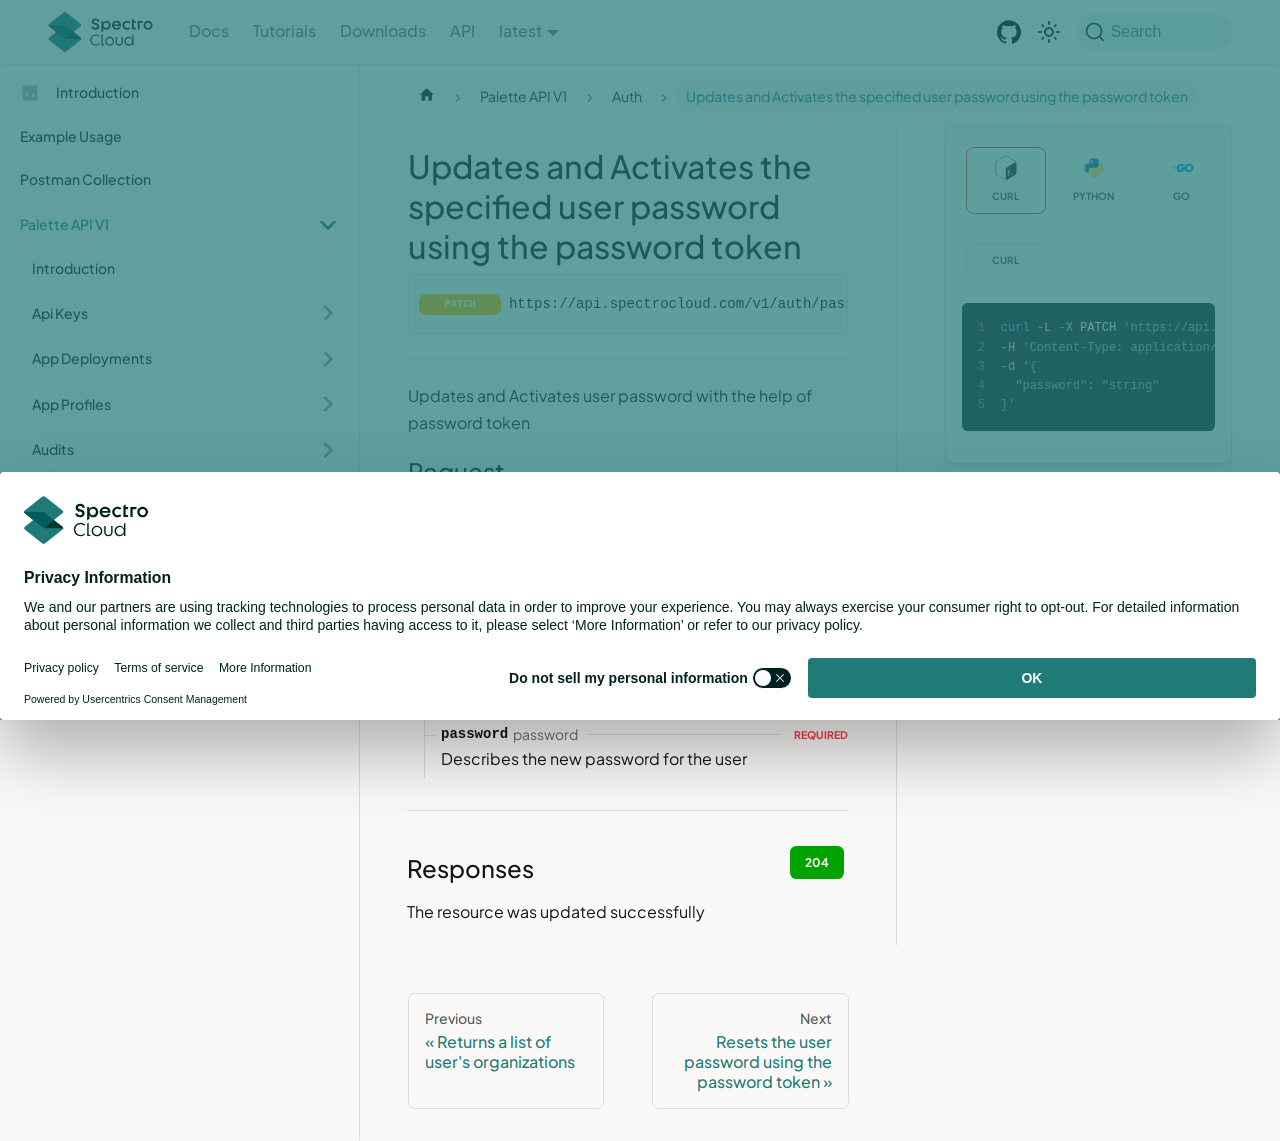 Spectro Cloud
Docs
Tutorials
Downloads
API
latest
Search
Introduction
Example Usage
Postman Collection
Palette API V1
Introduction
Api Keys
App Deployments
App Profiles
Audits
Palette API V1
Auth
Updates and Activates the specified user password using the password token
Updates and Activates the
specified user password
using the password token
PATCH
https://api.spectrocloud.com/v1/auth/pass
Updates and Activates user password with the help of
password token
Request
CURL
PYTHON
GO
CURL
1 curl -L -X PATCH 'https://api.
2 -H 'Content-Type: application/
3 -d '{
4 "password": "string"
5 }'
Spectro
Cloud
Privacy Information
We and our partners are using tracking technologies to process personal data in order to improve your experience. You may always exercise your consumer right to opt-out. For detailed information
about personal information we collect and third parties having access to it, please select ‘More Information’ or refer to our privacy policy.
Privacy policy
Terms of service
More Information
Powered by Usercentrics Consent Management
Do not sell my personal information
OK
password password
REQUIRED
Describes the new password for the user
Responses
204
The resource was updated successfully
Previous
« Returns a list of
user's organizations
Next
Resets the user
password using the
password token »